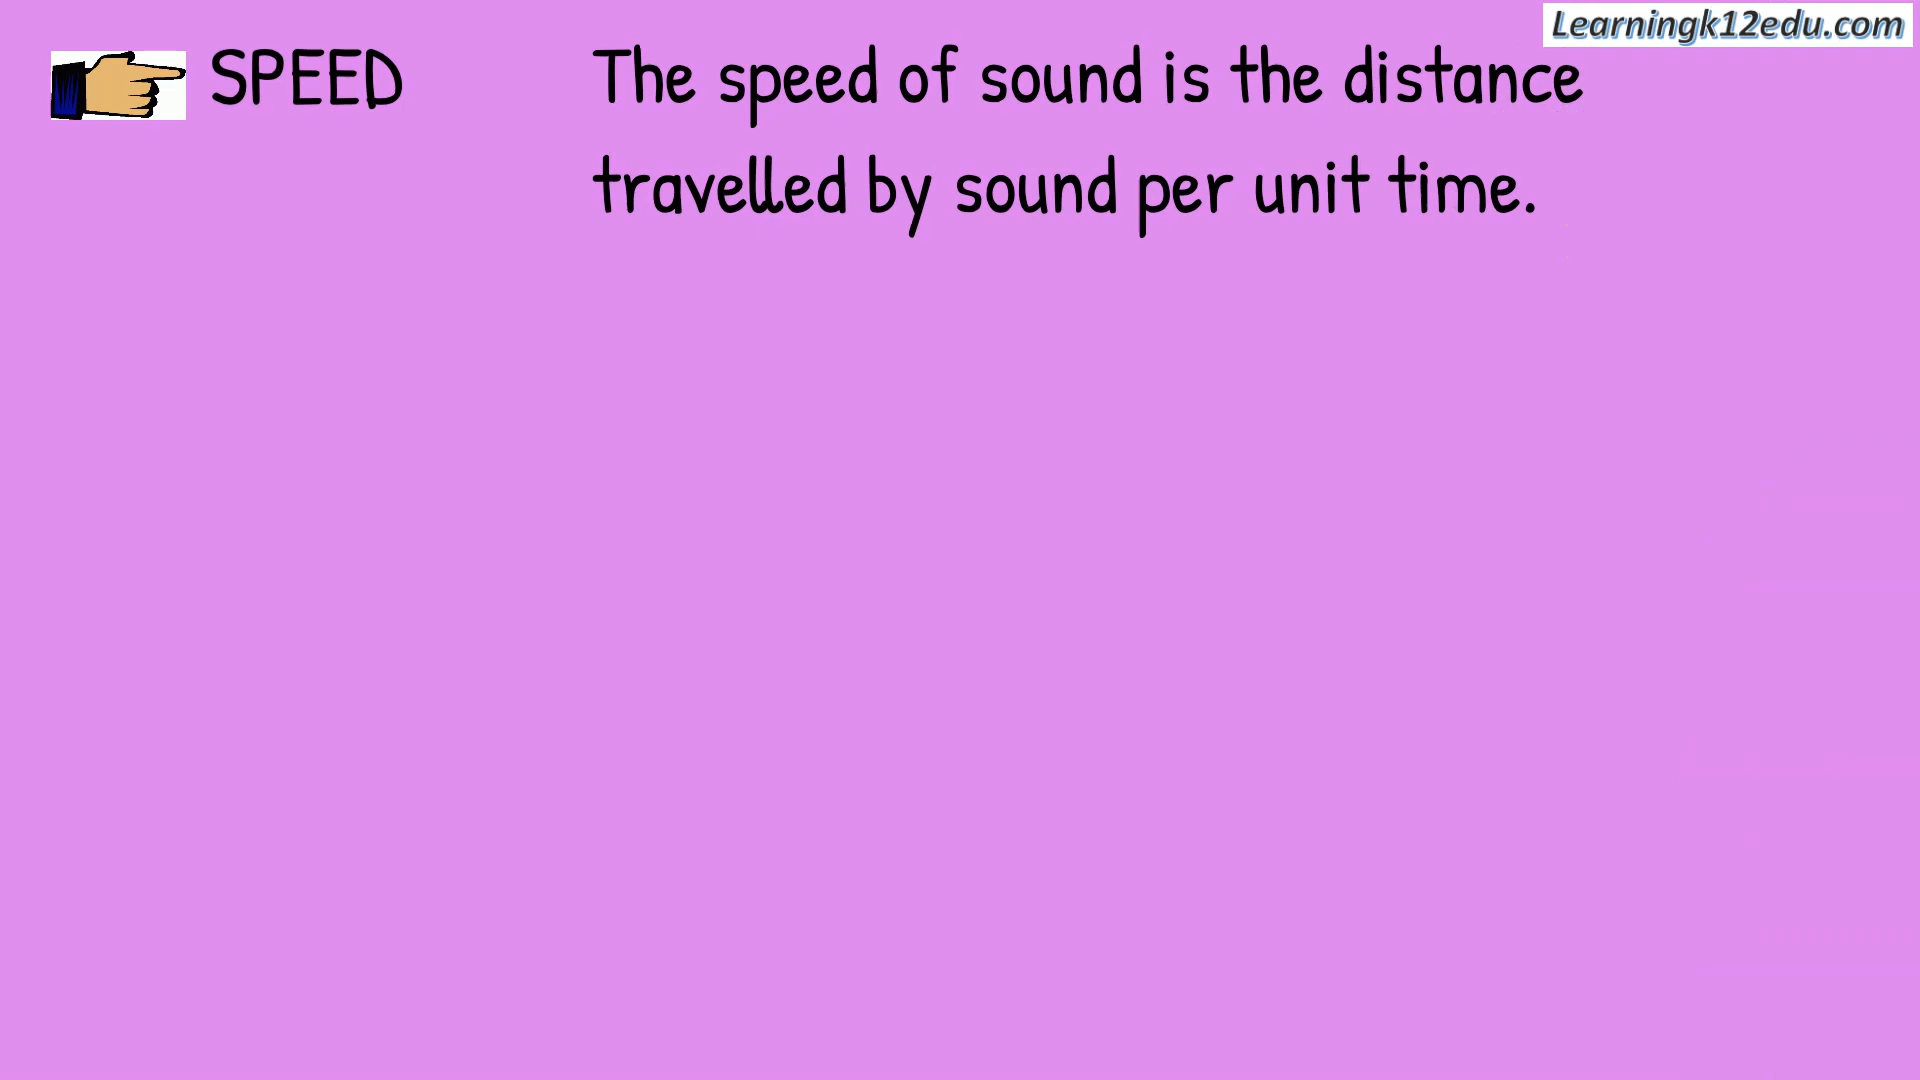 Learningk12edu.com
SPEED
The speed of sound is the distance
travelled by sound per unit time.